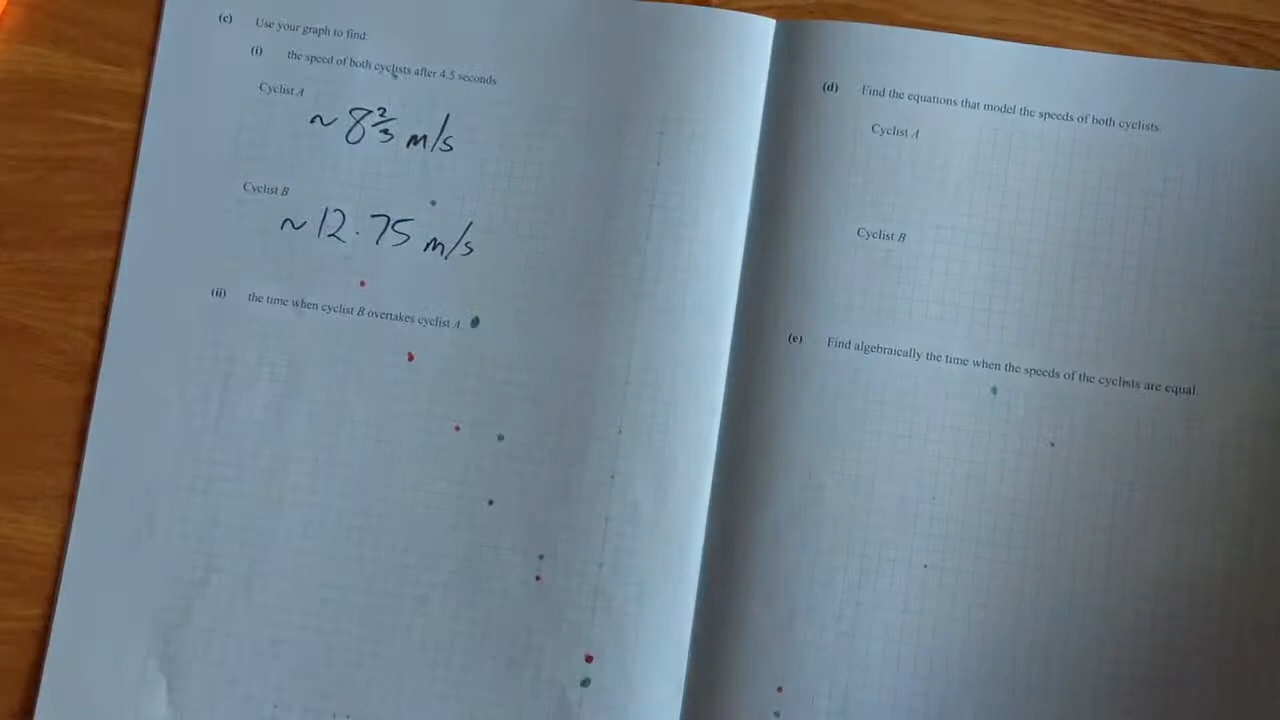 (c) Use your graph to find:
(i) the speed of both cyclists after 4.5 seconds
Cyclist A
~ 8 2/3 m/s
Cyclist B
~ 12.75 m/s
(ii) the time when cyclist B overtakes cyclist A.
(d) Find the equations that model the speeds of both cyclists.
Cyclist A
Cyclist B
(e) Find algebraically the time when the speeds of the cyclists are equal.